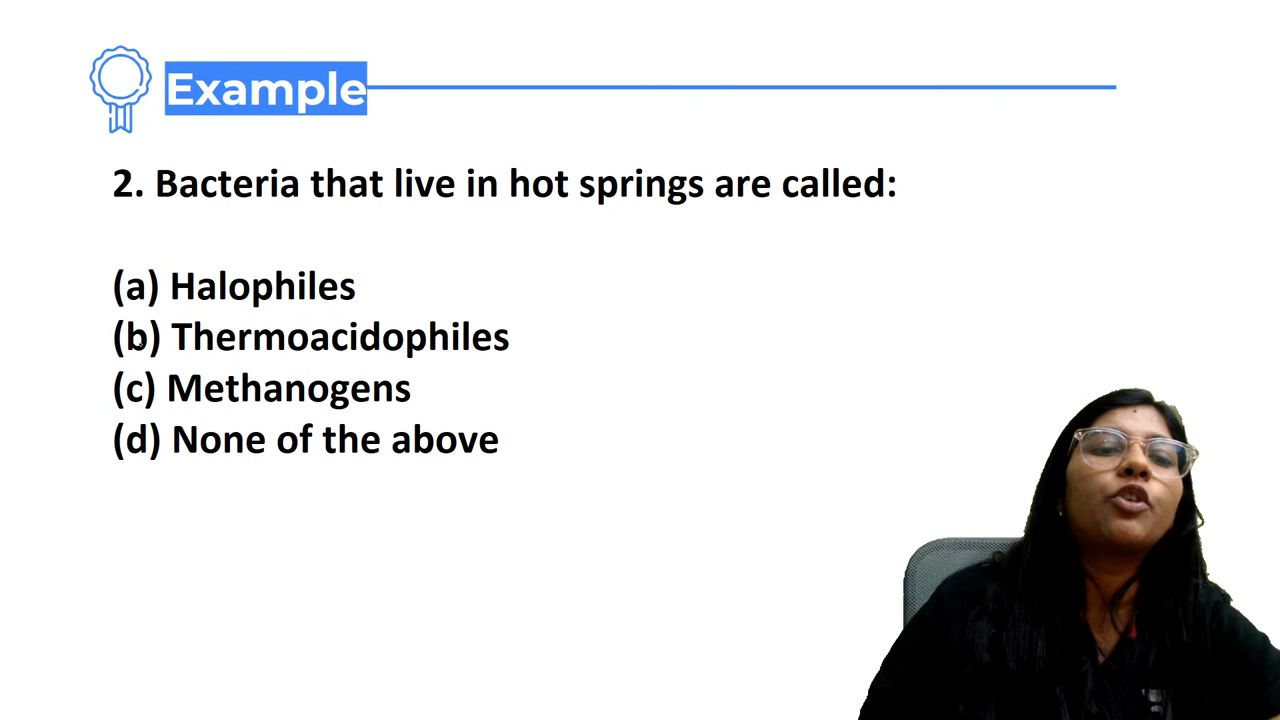 Example
2. Bacteria that live in hot springs are called:
(a) Halophiles
(b) Thermoacidophiles
(c) Methanogens
(d) None of the above